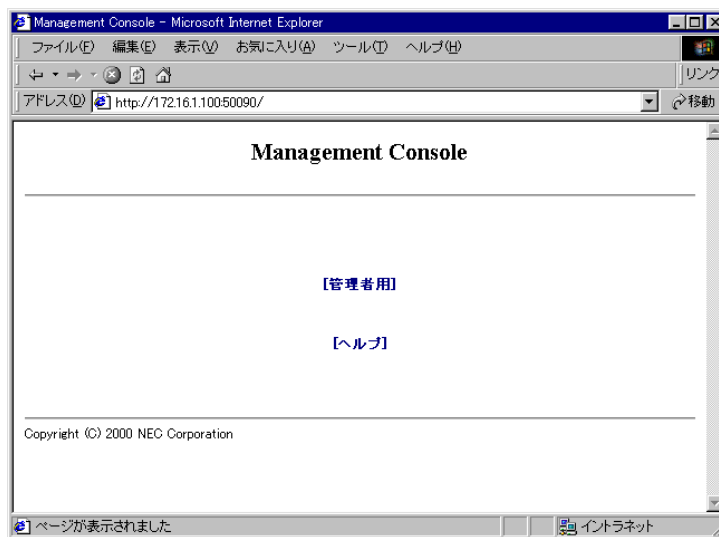 Management Console - Microsoft Internet Explorer
ファイル(F) 編集(E) 表示(V) お気に入り(A) ツール(T) ヘルプ(H)
リンク
アドレス(D) http://172.16.1.100:50090/ 移動
Management Console
[管理者用]
[ヘルプ]
Copyright (C) 2000 NEC Corporation
ページが表示されました イントラネット